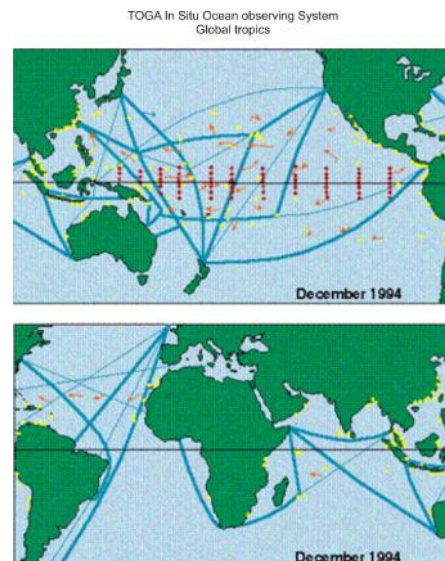 TOGA In Situ Ocean observing System
Global tropics
December 1994
December 1994